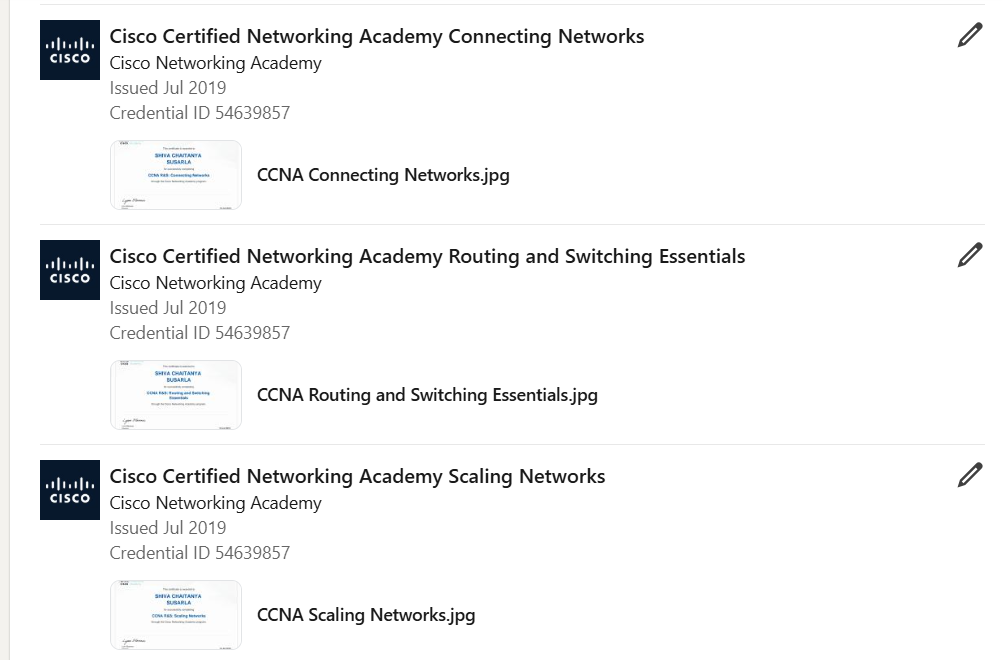 CISCO
Cisco Certified Networking Academy Connecting Networks
Cisco Networking Academy
Issued Jul 2019
Credential ID 54639857
SHIVA CHAITANYA
SUSARLA
CCNA R&S: Connecting Networks
CCNA Connecting Networks.jpg
CISCO
Cisco Certified Networking Academy Routing and Switching Essentials
Cisco Networking Academy
Issued Jul 2019
Credential ID 54639857
SHIVA CHAITANYA
SUSARLA
CCNA R&S: Routing and Switching
Essentials
CCNA Routing and Switching Essentials.jpg
CISCO
Cisco Certified Networking Academy Scaling Networks
Cisco Networking Academy
Issued Jul 2019
Credential ID 54639857
SHIVA CHAITANYA
SUSARLA
CCNA R&S: Scaling Networks
CCNA Scaling Networks.jpg